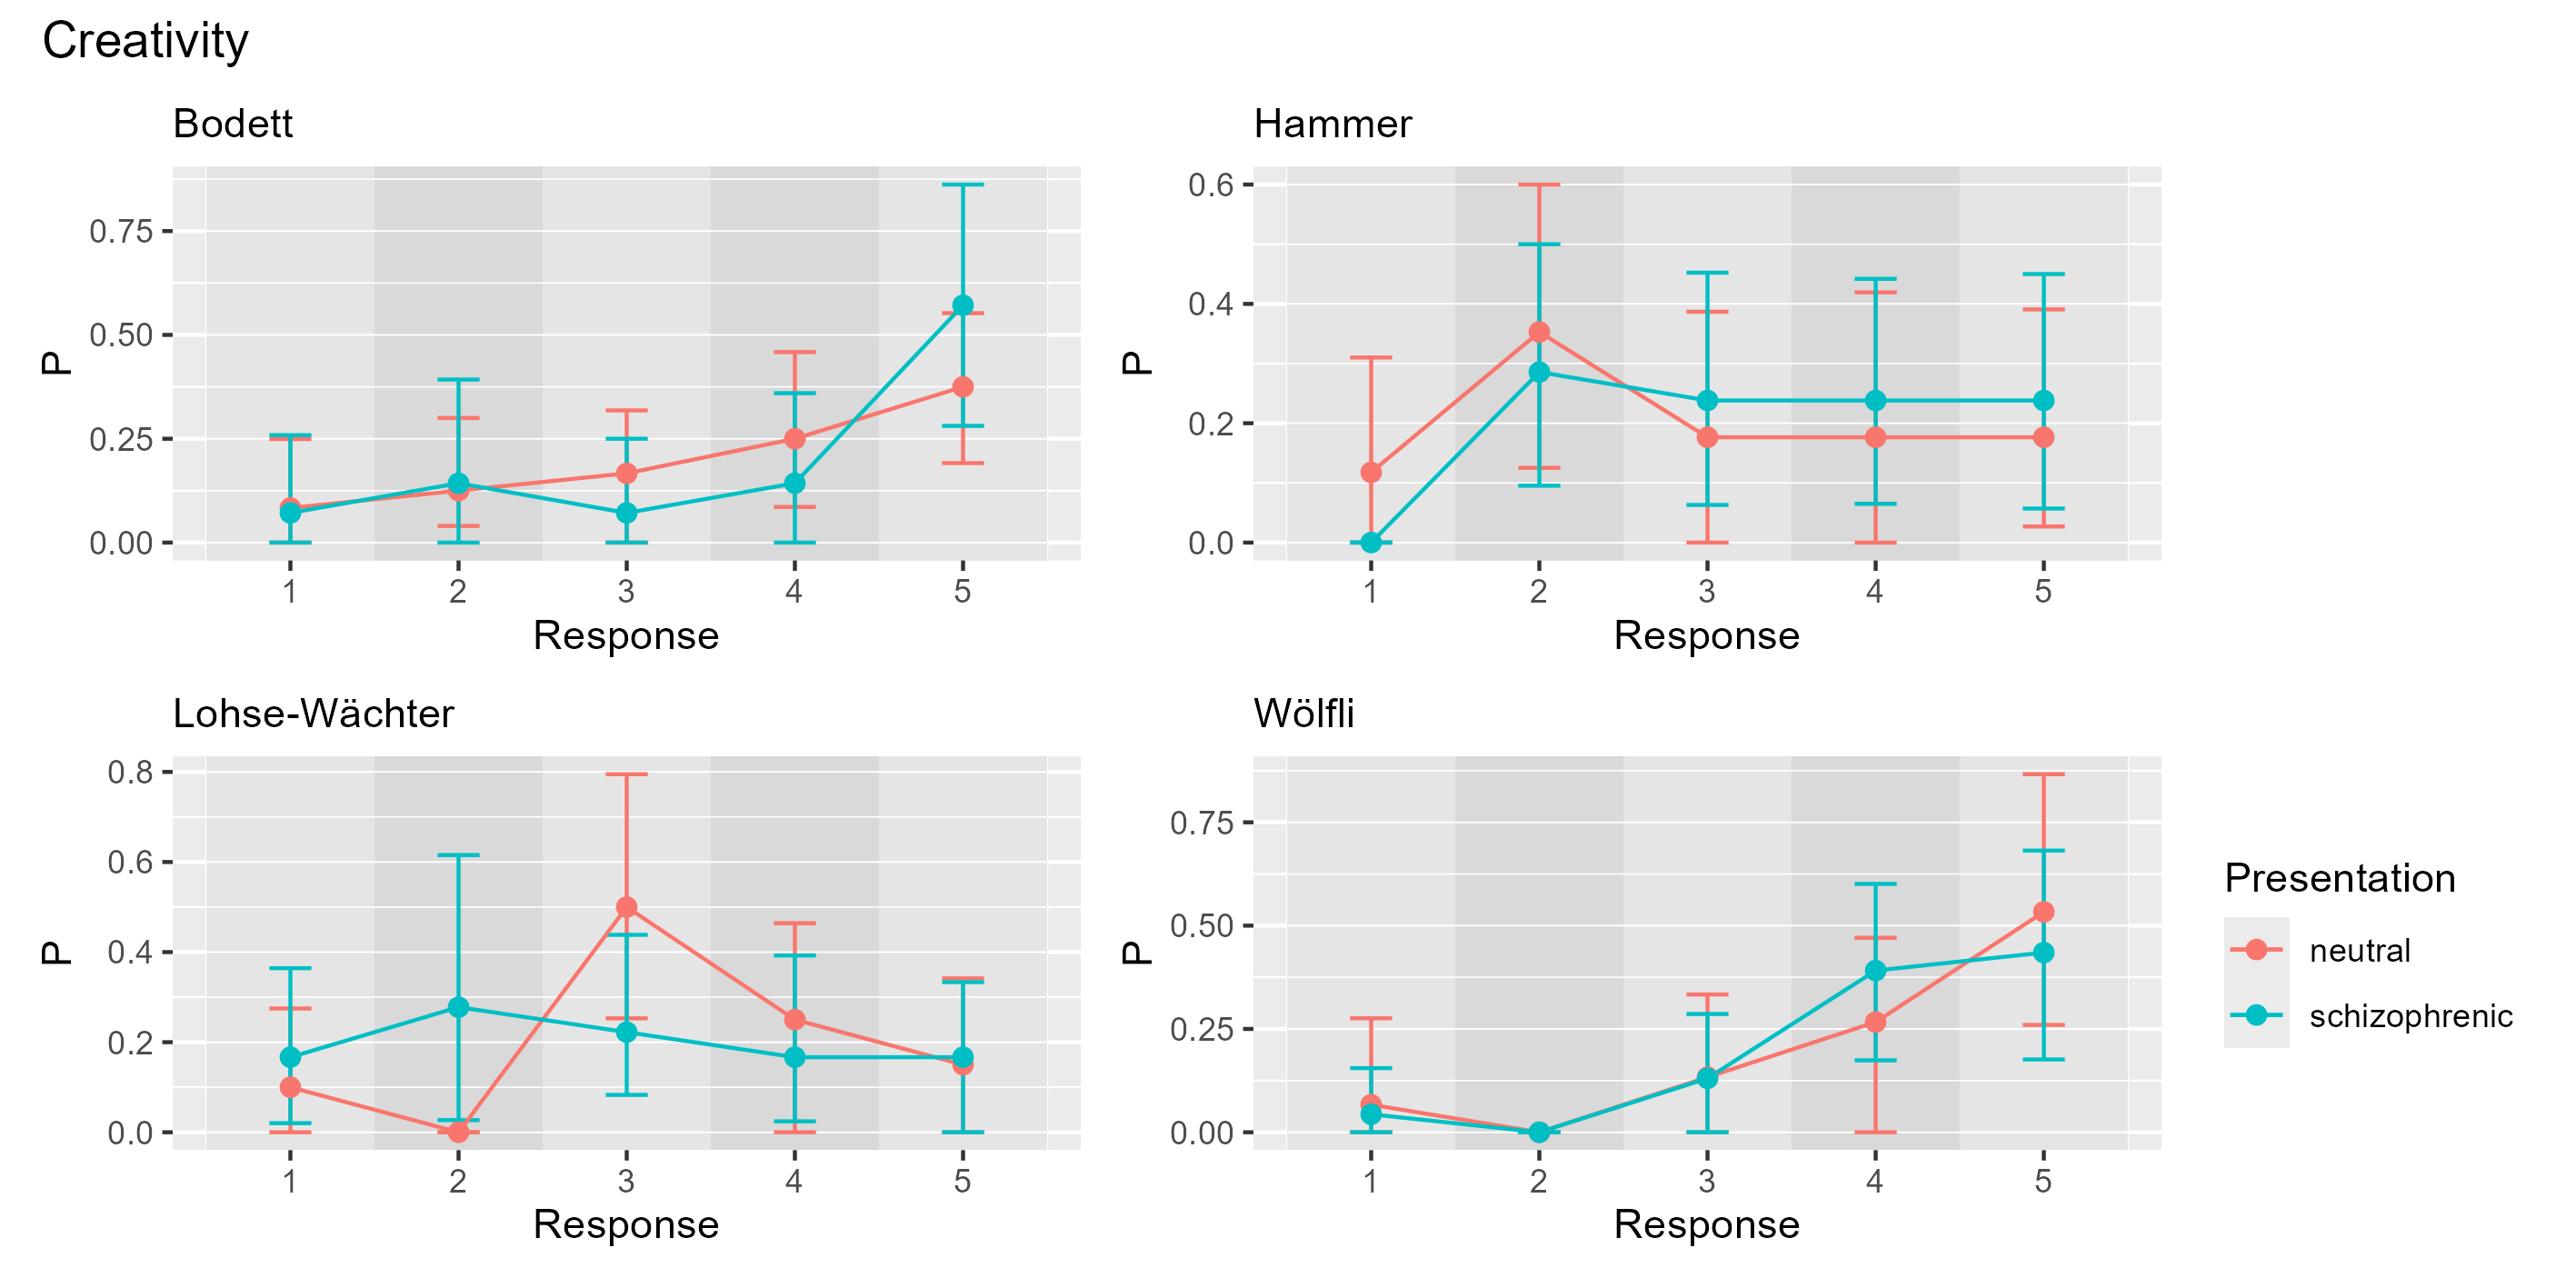 Creativity
Bodett
P
0.75
0.50
0.25
0.00
1 2 3 4 5
Response
Hammer
P
0.6
0.4
0.2
0.0
1 2 3 4 5
Response
Lohse-Wächter
P
0.8
0.6
0.4
0.2
0.0
1 2 3 4 5
Response
Wölfli
P
0.75
0.50
0.25
0.00
1 2 3 4 5
Response
Presentation
neutral
schizophrenic